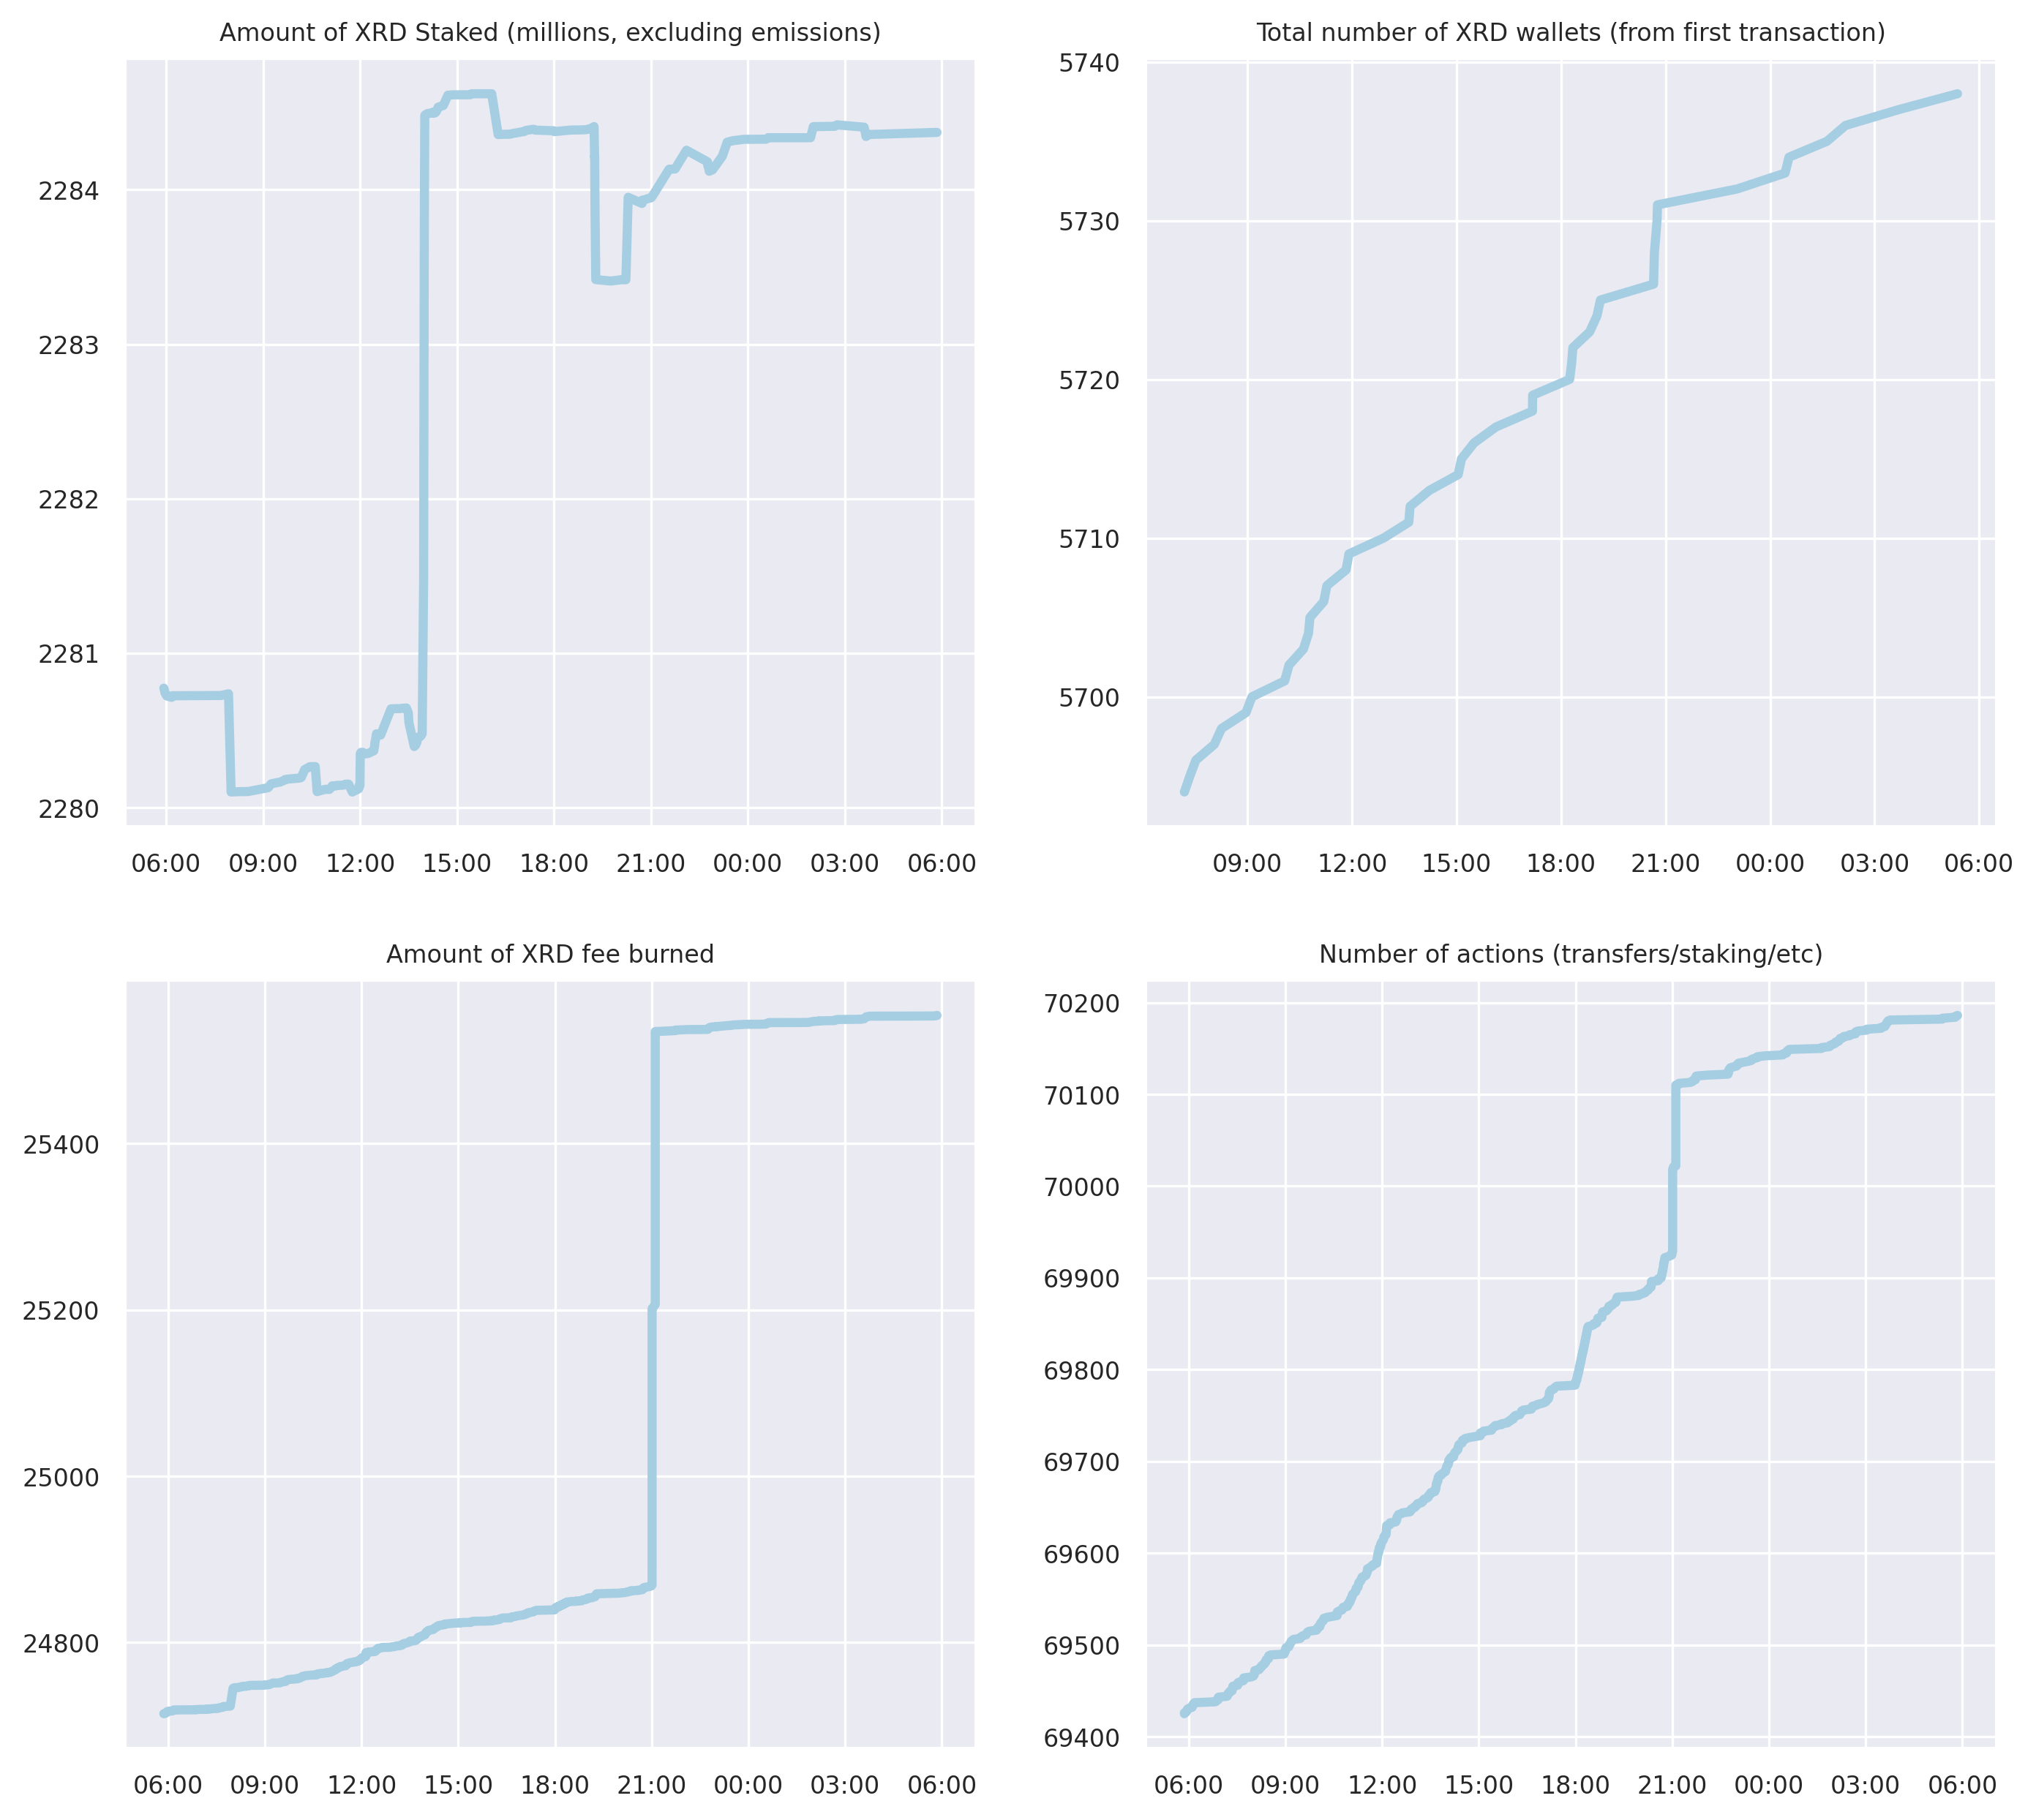 Amount of XRD Staked (millions, excluding emissions)
2284
2283
2282
2281
2280
06:00 09:00 12:00 15:00 18:00 21:00 00:00 03:00 06:00
Total number of XRD wallets (from first transaction)
5740
5730
5720
5710
5700
09:00 12:00 15:00 18:00 21:00 00:00 03:00 06:00
Amount of XRD fee burned
25400
25200
25000
24800
06:00 09:00 12:00 15:00 18:00 21:00 00:00 03:00 06:00
Number of actions (transfers/staking/etc)
70200
70100
70000
69900
69800
69700
69600
69500
69400
06:00 09:00 12:00 15:00 18:00 21:00 00:00 03:00 06:00